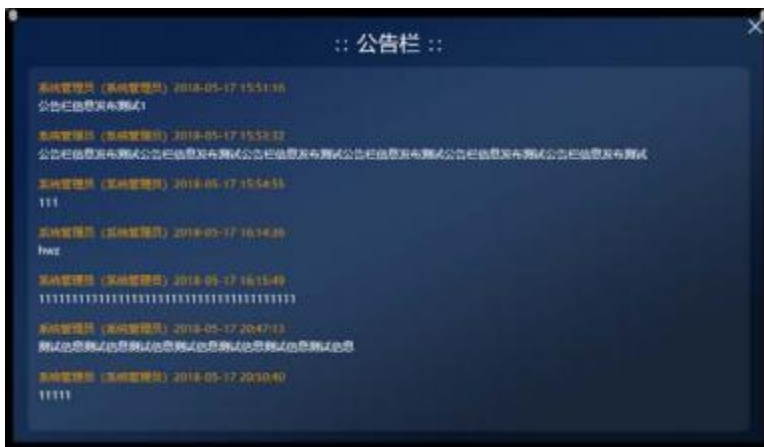 :: 公告栏 ::
系统管理员 (系统管理员) 2018-05-17 15:51:16
公告栏信息发布测试1
系统管理员 (系统管理员) 2018-05-17 15:53:32
公告栏信息发布测试公告栏信息发布测试公告栏信息发布测试公告栏信息发布测试公告栏信息发布测试公告栏信息发布测试
系统管理员 (系统管理员) 2018-05-17 15:54:55
111
系统管理员 (系统管理员) 2018-05-17 16:14:36
hwz
系统管理员 (系统管理员) 2018-05-17 16:15:49
系统管理员 (系统管理员) 2018-05-17 20:47:13
测试信息测试信息测试信息测试信息测试信息测试信息测试信息
系统管理员 (系统管理员) 2018-05-17 20:50:40
11111